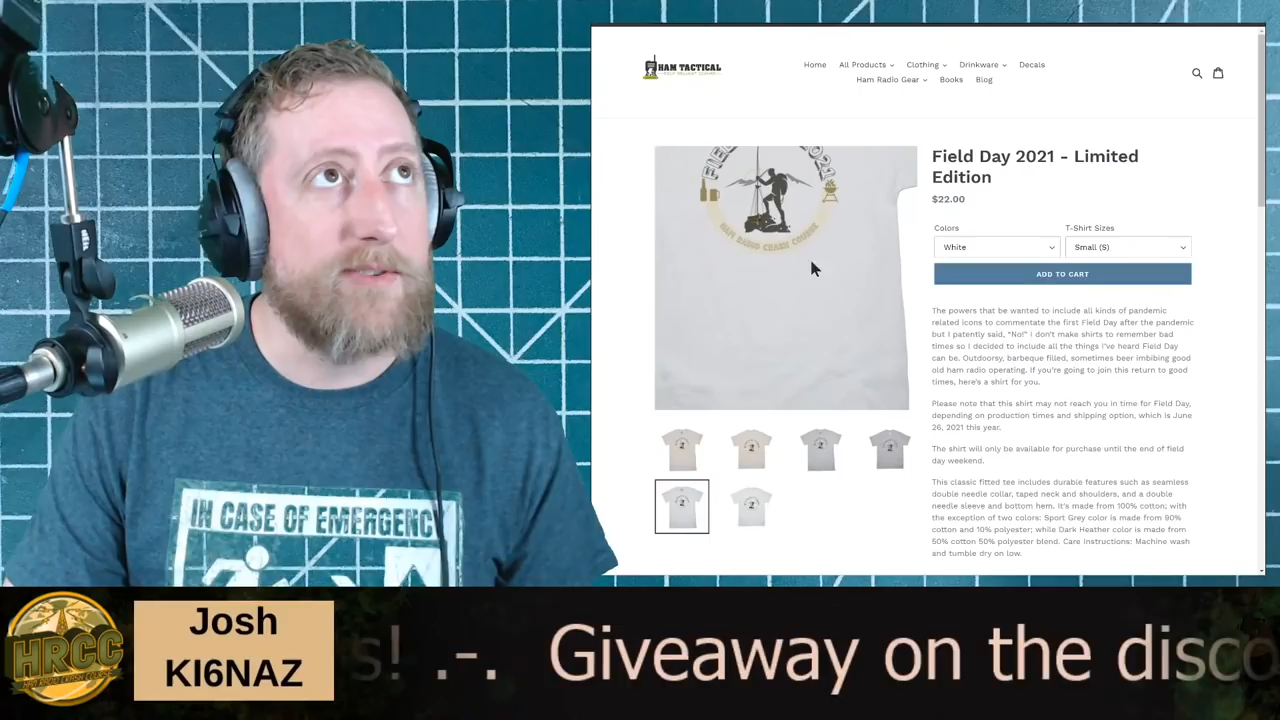 HAM TACTICAL
Home
All Products
Clothing
Drinkware
Decals
Ham Radio Gear
Books
Blog
HAM RADIO CRASH COURSE
Field Day 2021 - Limited
Edition
$22.00
Colors
T-Shirt Sizes
White
Small (S)
ADD TO CART
The powers that be wanted to include all kinds of pandemic
related icons to commentate the first Field Day after the pandemic
but I patently said, "No!" I don't make shirts to remember bad
times so I decided to include all the things I've heard Field Day
can be. Outdoorsy, barbeque filled, sometimes beer imbibing good
old ham radio operating. If you're going to join this return to good
times, here's a shirt for you.
Please note that this shirt may not reach you in time for Field Day,
depending on production times and shipping option, which is June
26, 2021 this year.
The shirt will only be available for purchase until the end of field
day weekend.
This classic fitted tee includes durable features such as seamless
double needle collar, taped neck and shoulders, and a double
needle sleeve and bottom hem. It's made from 100% cotton; with
the exception of two colors: Sport Grey color is made from 90%
cotton and 10% polyester; while Dark Heather color is made from
50% cotton 50% polyester blend. Care Instructions: Machine wash
and tumble dry on low.
IN CASE OF EMERGENC
HRCC
HAM RADIO CRASH COURSE
Josh
KI6NAZ
s! .-. Giveaway on the disco